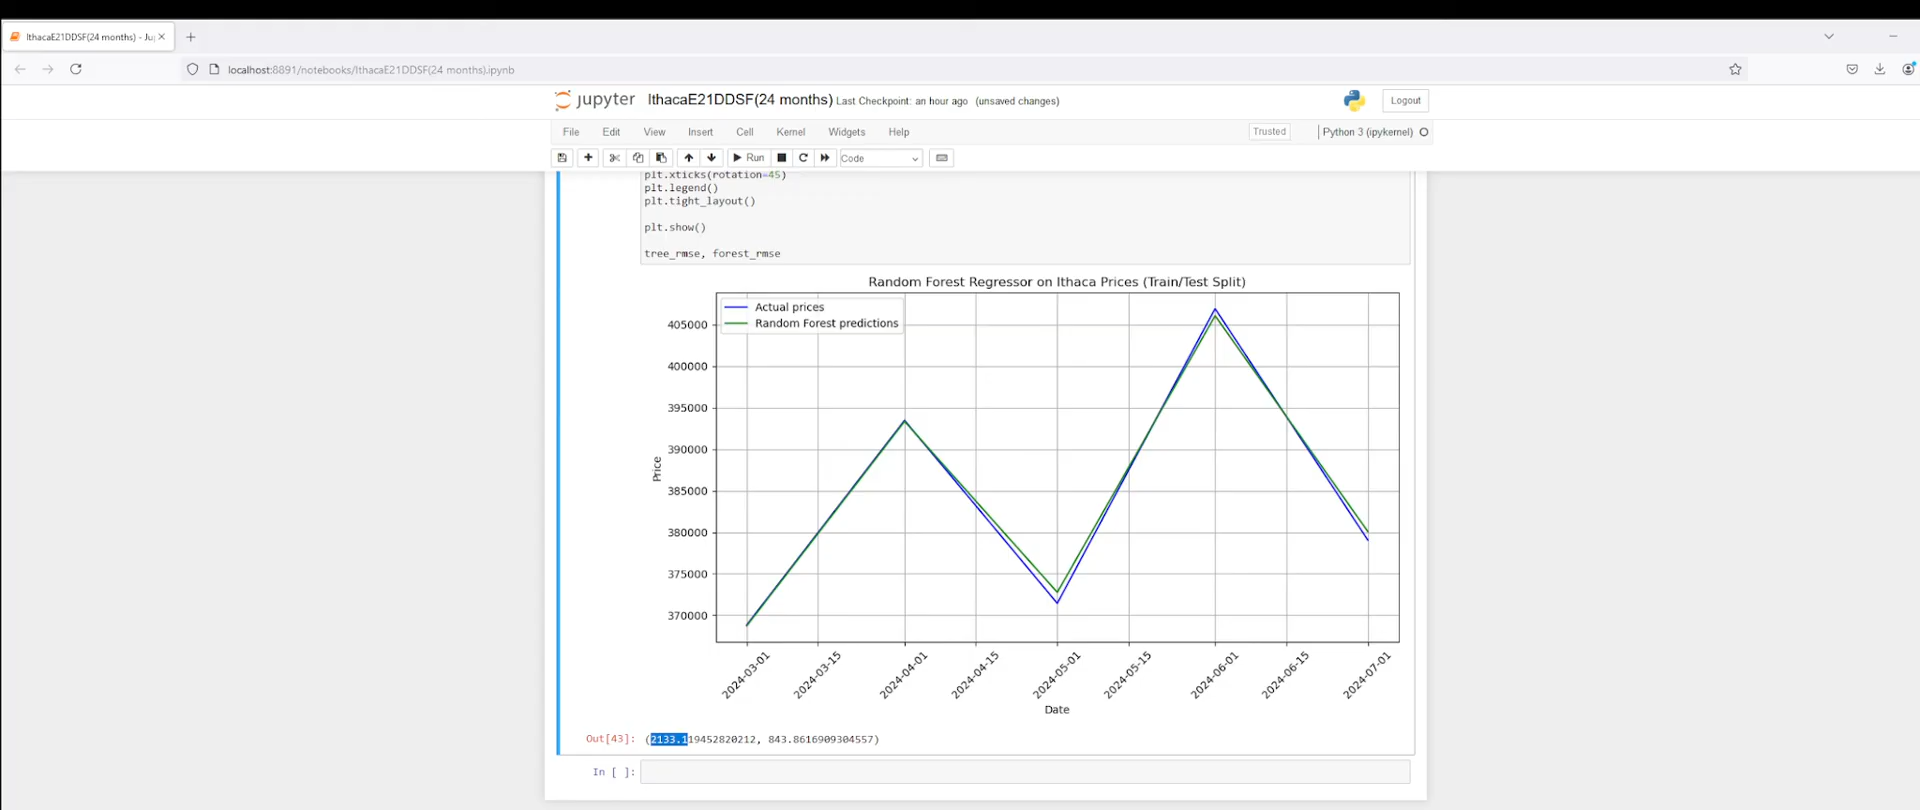 IthacaE21DDSF(24 months) - Ju
localhost:8891/notebooks/IthacaE21DDSF(24 months).ipynb
jupyter IthacaE21DDSF(24 months) Last Checkpoint: an hour ago (unsaved changes)
Logout
File Edit View Insert Cell Kernel Widgets Help
Trusted
Python 3 (ipykernel)
Run
Code
plt.xticks(rotation=45)
plt.legend()
plt.tight_layout()
plt.show()
tree_rmse, forest_rmse
Random Forest Regressor on Ithaca Prices (Train/Test Split)
Actual prices
Random Forest predictions
405000
400000
395000
390000
385000
380000
375000
370000
Price
2024-03-01
2024-03-15
2024-04-01
2024-04-15
2024-05-01
2024-05-15
2024-06-01
2024-06-15
2024-07-01
Date
Out[43]: (2133.119452820212, 843.8616909304557)
In [ ]: